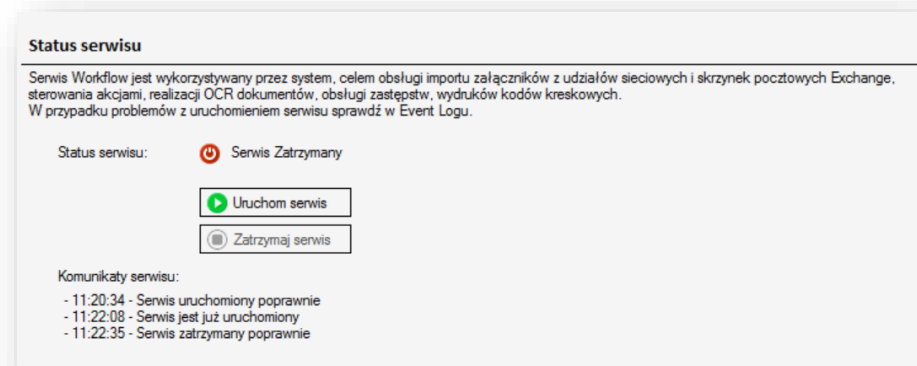 Status serwisu
Serwis Workflow jest wykorzystywany przez system, celem obsługi importu załączników z udziałów sieciowych i skrzynek pocztowych Exchange,
sterowania akcjami, realizacji OCR dokumentów, obsługi zastępstw, wydruków kodów kreskowych.
W przypadku problemów z uruchomieniem serwisu sprawdź w Event Logu.
Status serwisu: Serwis Zatrzymany
Uruchom serwis
Zatrzymaj serwis
Komunikaty serwisu:
- 11:20:34 - Serwis uruchomiony poprawnie
- 11:22:08 - Serwis jest już uruchomiony
- 11:22:35 - Serwis zatrzymany poprawnie